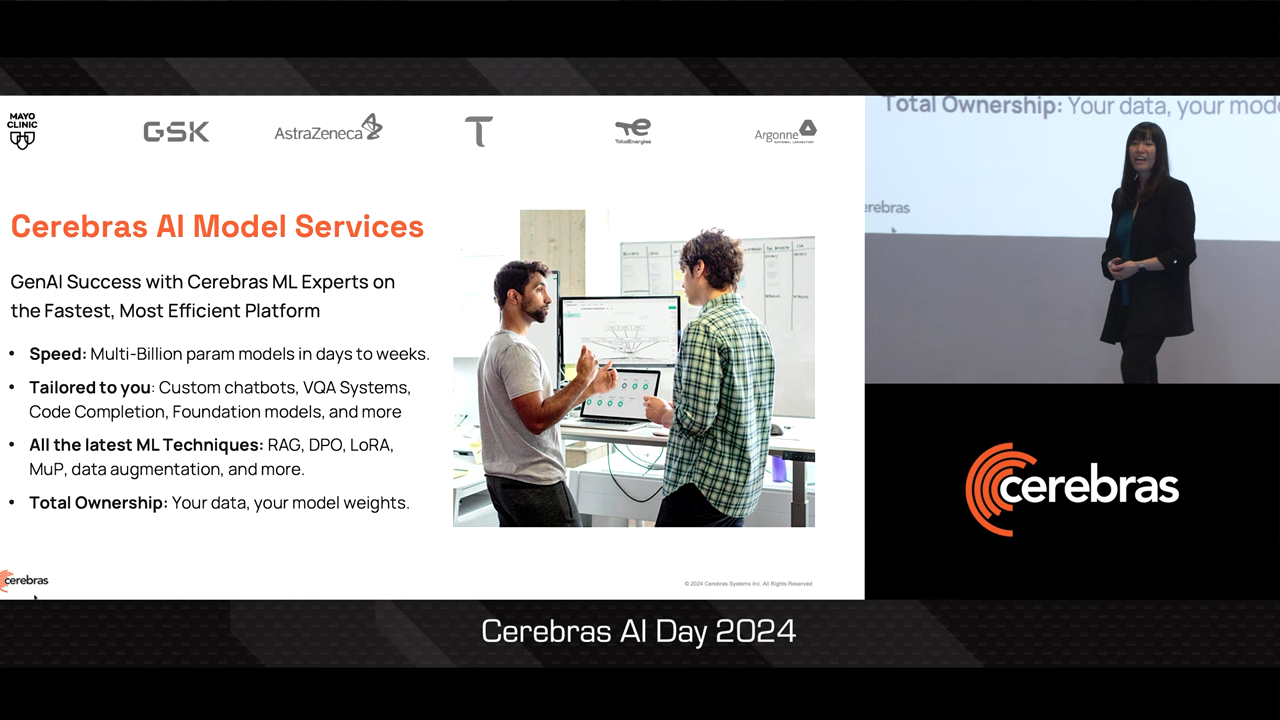 MAYO
CLINIC
GSK
AstraZeneca
T
TotalEnergies
Argonne
NATIONAL LABORATORY
Cerebras AI Model Services
GenAI Success with Cerebras ML Experts on
the Fastest, Most Efficient Platform
• Speed: Multi-Billion param models in days to weeks.
• Tailored to you: Custom chatbots, VQA Systems,
Code Completion, Foundation models, and more
• All the latest ML Techniques: RAG, DPO, LoRA,
MuP, data augmentation, and more.
• Total Ownership: Your data, your model weights.
cerebras
© 2024 Cerebras Systems Inc. All Rights Reserved
Total Ownership: Your data, your mode
erebras
cerebras
Cerebras AI Day 2024